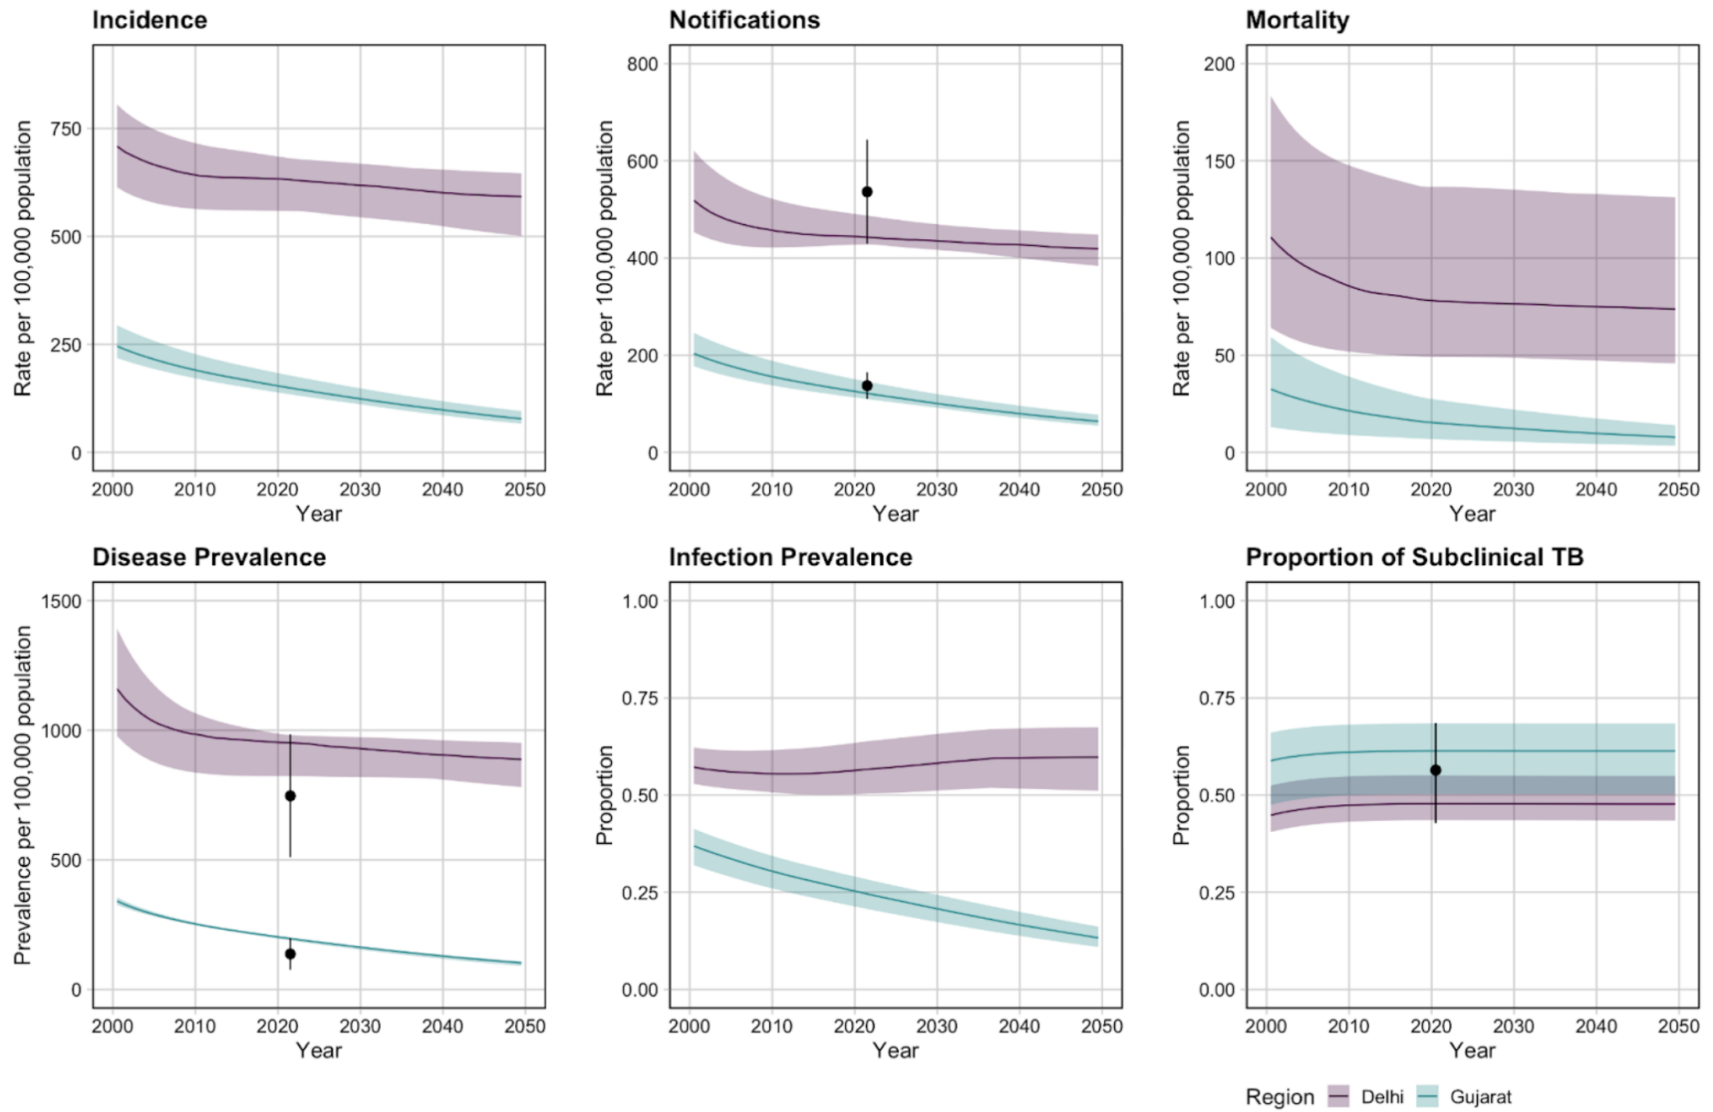 Incidence
Notifications
Mortality
Rate per 100,000 population
750
500
250
0
2000 2010 2020 2030 2040 2050
Year
Rate per 100,000 population
800
600
400
200
0
2000 2010 2020 2030 2040 2050
Year
Rate per 100,000 population
200
150
100
50
0
2000 2010 2020 2030 2040 2050
Year
Disease Prevalence
Infection Prevalence
Proportion of Subclinical TB
Prevalence per 100,000 population
1500
1000
500
0
2000 2010 2020 2030 2040 2050
Year
Proportion
1.00
0.75
0.50
0.25
0.00
2000 2010 2020 2030 2040 2050
Year
Proportion
1.00
0.75
0.50
0.25
0.00
2000 2010 2020 2030 2040 2050
Year
Region Delhi Gujarat